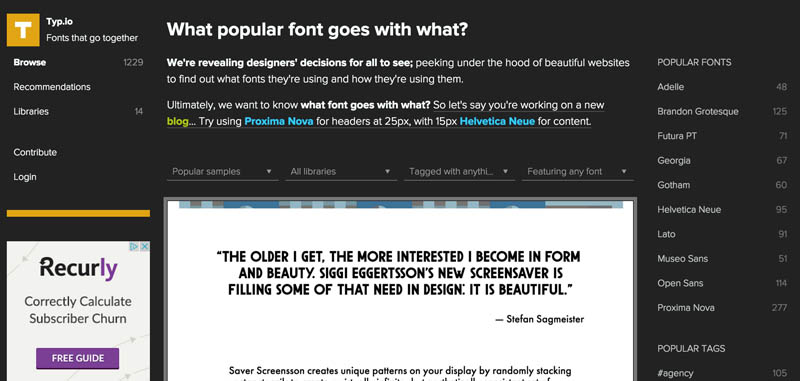 Typ.io
Fonts that go together
Browse 1229
Recommendations
Libraries 14
Contribute
Login
Recurly
Correctly Calculate
Subscriber Churn
FREE GUIDE
What popular font goes with what?
We're revealing designers' decisions for all to see; peeking under the hood of beautiful websites
to find out what fonts they're using and how they're using them.
Ultimately, we want to know what font goes with what? So let's say you're working on a new
blog... Try using Proxima Nova for headers at 25px, with 15px Helvetica Neue for content.
Popular samples All libraries Tagged with anythi... Featuring any font
“THE OLDER I GET, THE MORE INTERESTED I BECOME IN FORM
AND BEAUTY. SIGGI EGGERTSSON'S NEW SCREENSAVER IS
FILLING SOME OF THAT NEED IN DESIGN: IT IS BEAUTIFUL.”
— Stefan Sagmeister
Saver Screensson creates unique patterns on your display by randomly stacking
POPULAR FONTS
Adelle 48
Brandon Grotesque 125
Futura PT 71
Georgia 67
Gotham 60
Helvetica Neue 95
Lato 91
Museo Sans 51
Open Sans 114
Proxima Nova 277
POPULAR TAGS
#agency 105